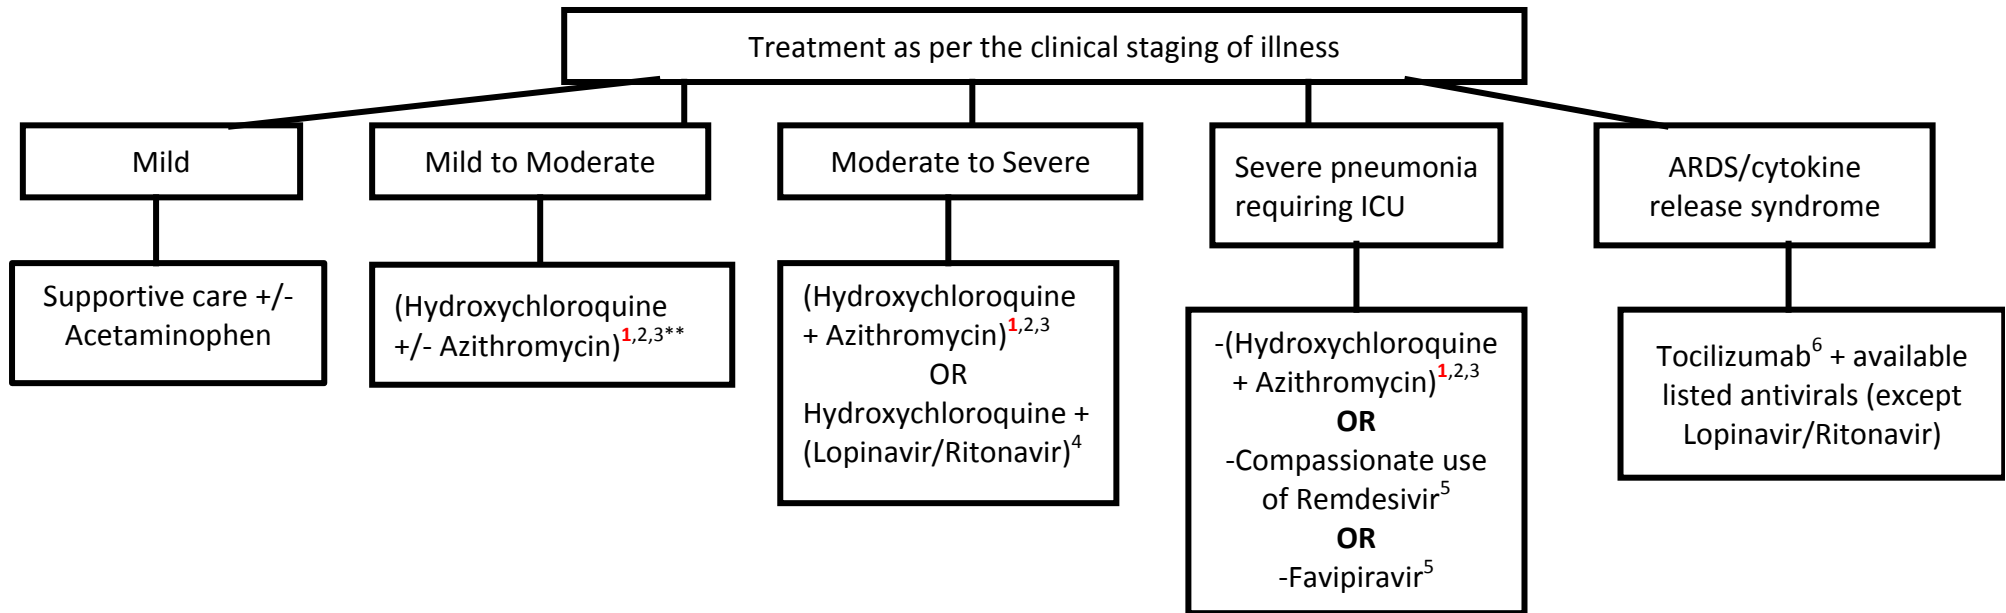 Treatment as per the clinical staging of illness
Mild
Mild to Moderate
Moderate to Severe
Severe pneumonia
requiring ICU
ARDS/cytokine
release syndrome
Supportive care +/-
Acetaminophen
(Hydroxychloroquine
+/- Azithromycin)1,2,3**
(Hydroxychloroquine
+ Azithromycin)1,2,3
OR
Hydroxychloroquine +
(Lopinavir/Ritonavir)4
-(Hydroxychloroquine
+ Azithromycin)1,2,3
OR
-Compassionate use
of Remdesivir5
OR
-Favipiravir5
Tocilizumab6 + available
listed antivirals (except
Lopinavir/Ritonavir)